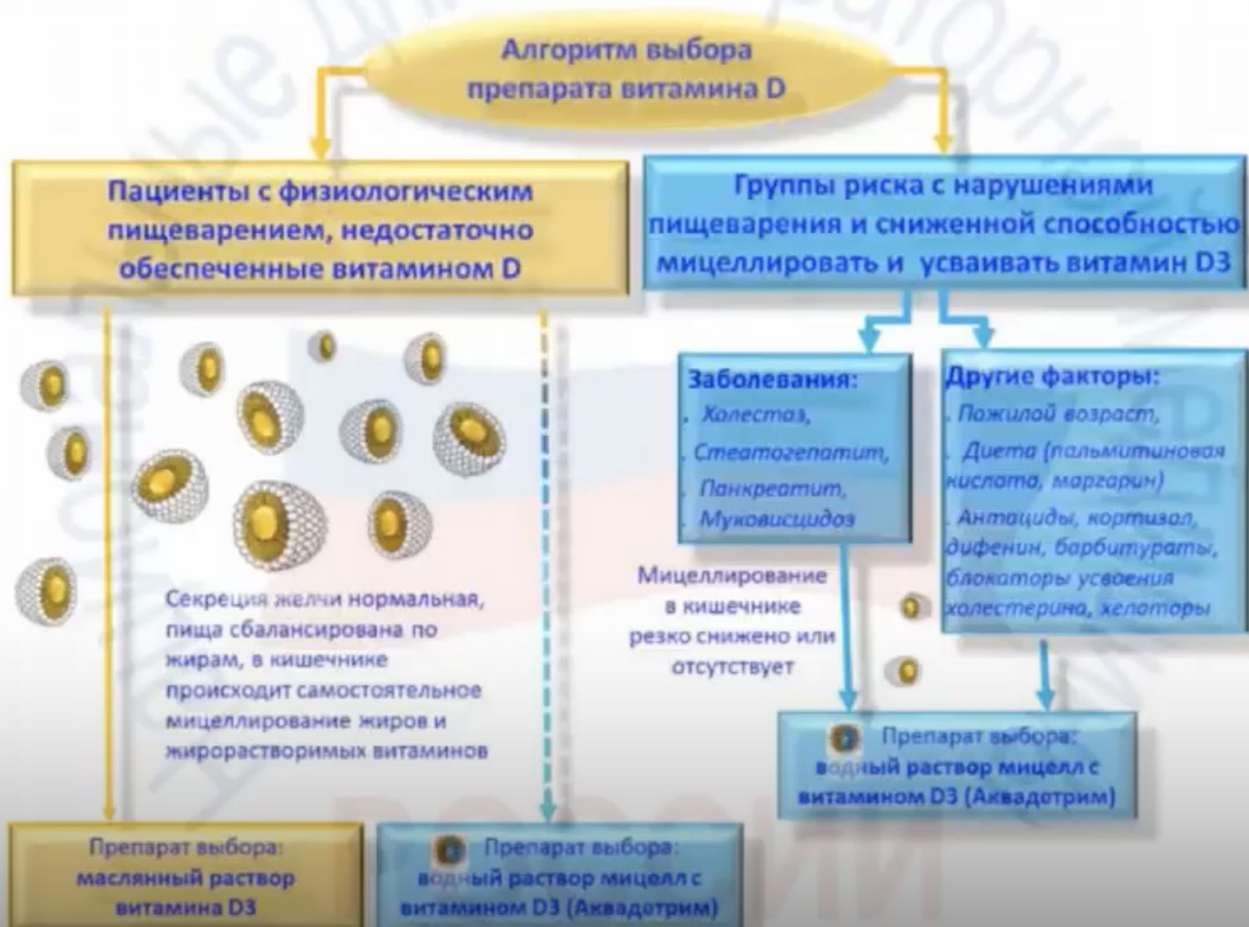 Алгоритм выбора
препарата витамина D
Пациенты с физиологическим
пищеварением, недостаточно
обеспеченные витамином D
Группы риска с нарушениями
пищеварения и сниженной способностью
мицеллировать и усваивать витамин D3
Заболевания:
. Холестаз,
. Стеатогепатит,
. Панкреатит,
. Муковисцидоз
Другие факторы:
. Пожилой возраст,
. Диета (пальмитиновая
кислота, маргарин)
. Антациды, кортизол,
дифенин, барбитураты,
блокаторы усвоения
холестерина, хелаторы
Секреция желчи нормальная,
пища сбалансирована по
жирам, в кишечнике
происходит самостоятельное
мицеллирование жиров и
жирорастворимых витаминов
Мицеллирование
в кишечнике
резко снижено или
отсутствует
Препарат выбора:
водный раствор мицелл с
витамином D3 (Аквадетрим)
Препарат выбора:
маслянный раствор
витамина D3
Препарат выбора:
водный раствор мицелл с
витамином D3 (Аквадетрим)